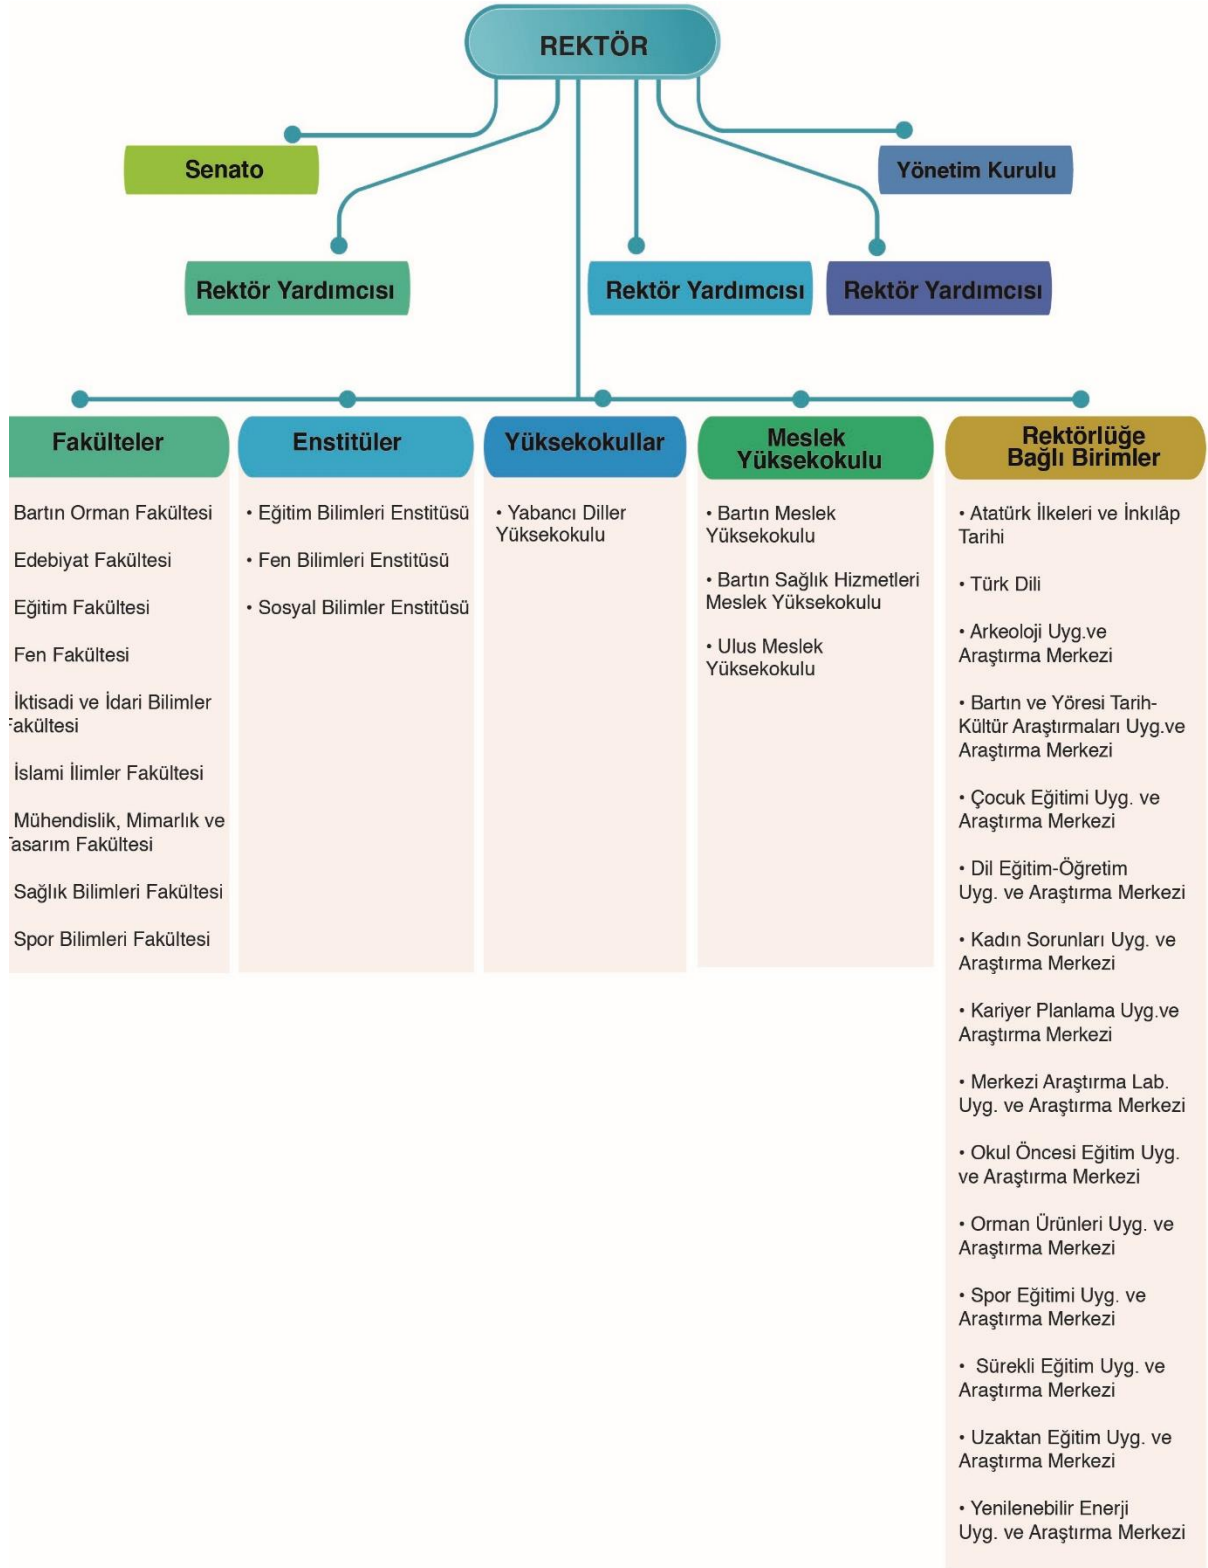 REKTÖR
Senato
Yönetim Kurulu
Rektör Yardımcısı
Rektör Yardımcısı
Rektör Yardımcısı
Fakülteler
Bartın Orman Fakültesi
Edebiyat Fakültesi
Eğitim Fakültesi
Fen Fakültesi
İktisadi ve İdari Bilimler
Fakültesi
İslami İlimler Fakültesi
Mühendislik, Mimarlık ve
Tasarım Fakültesi
Sağlık Bilimleri Fakültesi
Spor Bilimleri Fakültesi
Enstitüler
• Eğitim Bilimleri Enstitüsü
• Fen Bilimleri Enstitüsü
• Sosyal Bilimler Enstitüsü
Yüksekokullar
• Yabancı Diller
Yüksekokulu
Meslek
Yüksekokulu
• Bartın Meslek
Yüksekokulu
• Bartın Sağlık Hizmetleri
Meslek Yüksekokulu
• Ulus Meslek
Yüksekokulu
Rektörlüğe
Bağlı Birimler
• Atatürk İlkeleri ve İnkılâp
Tarihi
• Türk Dili
• Arkeoloji Uyg.ve
Araştırma Merkezi
• Bartın ve Yöresi Tarih-
Kültür Araştırmaları Uyg.ve
Araştırma Merkezi
• Çocuk Eğitimi Uyg. ve
Araştırma Merkezi
• Dil Eğitim-Öğretim
Uyg. ve Araştırma Merkezi
• Kadın Sorunları Uyg. ve
Araştırma Merkezi
• Kariyer Planlama Uyg.ve
Araştırma Merkezi
• Merkezi Araştırma Lab.
Uyg. ve Araştırma Merkezi
• Okul Öncesi Eğitim Uyg.
ve Araştırma Merkezi
• Orman Ürünleri Uyg. ve
Araştırma Merkezi
• Spor Eğitimi Uyg. ve
Araştırma Merkezi
• Sürekli Eğitim Uyg. ve
Araştırma Merkezi
• Uzaktan Eğitim Uyg. ve
Araştırma Merkezi
• Yenilenebilir Enerji
Uyg. ve Araştırma Merkezi